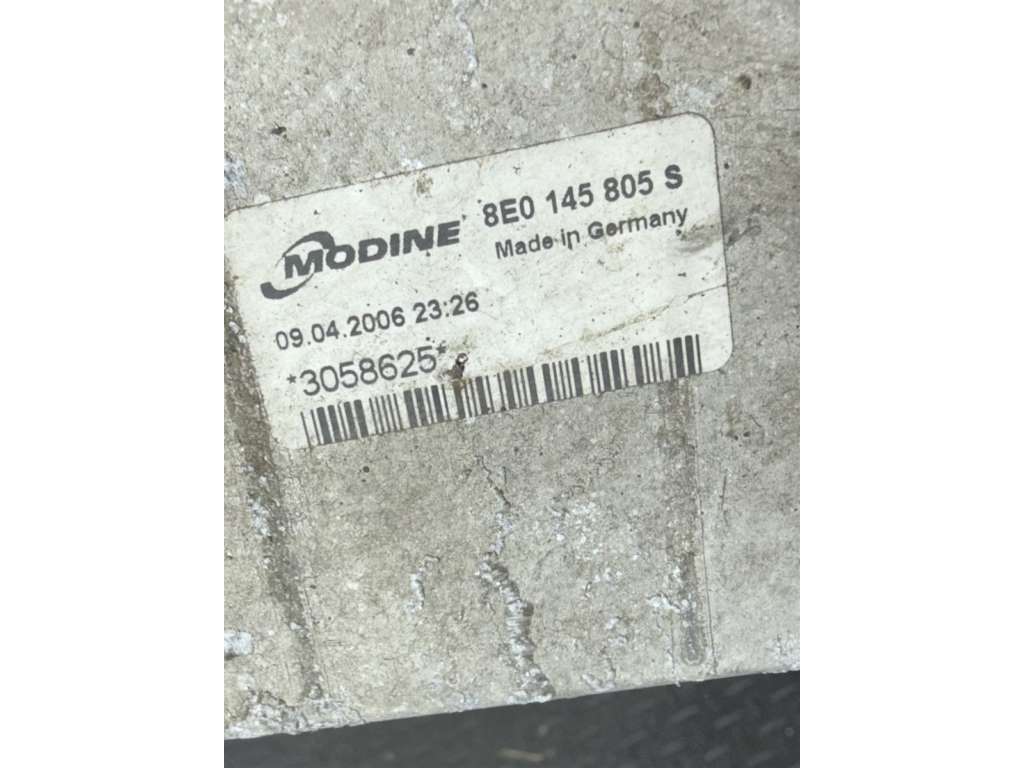 MODINE 8E0 145 805 S
Made in Germany
09.04.2006 23:26
*3058625*